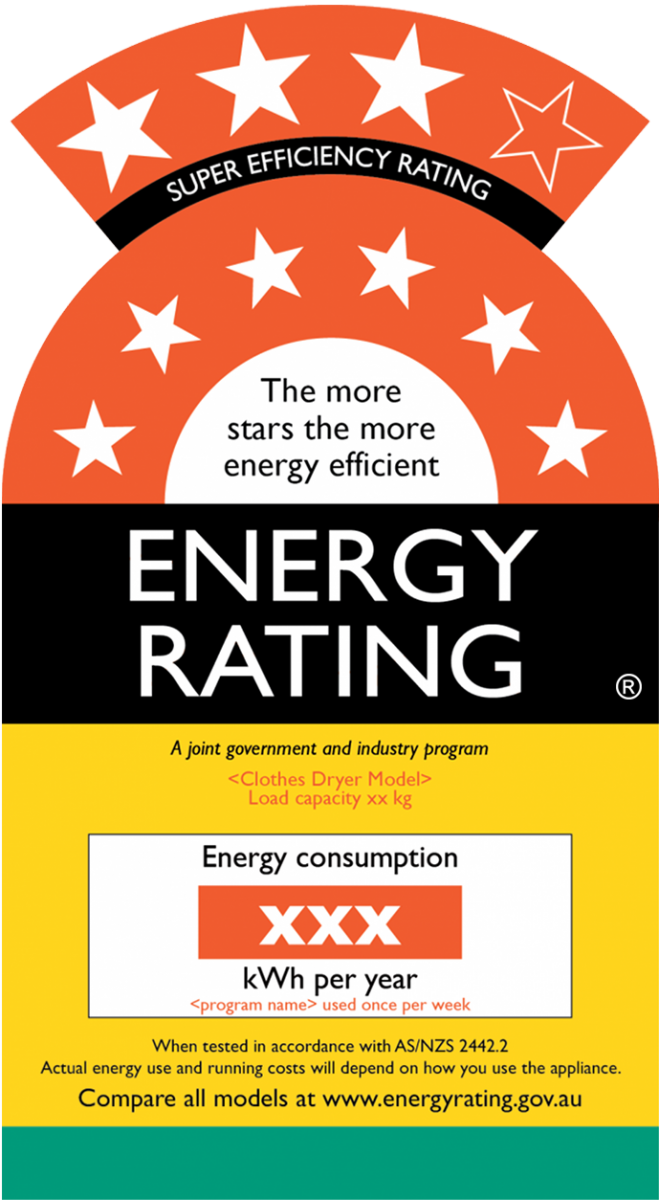 SUPER EFFICIENCY RATING
The more
stars the more
energy efficient
ENERGY
RATING
®
A joint government and industry program
<Clothes Dryer Model>
Load capacity xx kg
Energy consumption
xxx
kWh per year
<program name> used once per week
When tested in accordance with AS/NZS 2442.2
Actual energy use and running costs will depend on how you use the appliance.
Compare all models at www.energyrating.gov.au